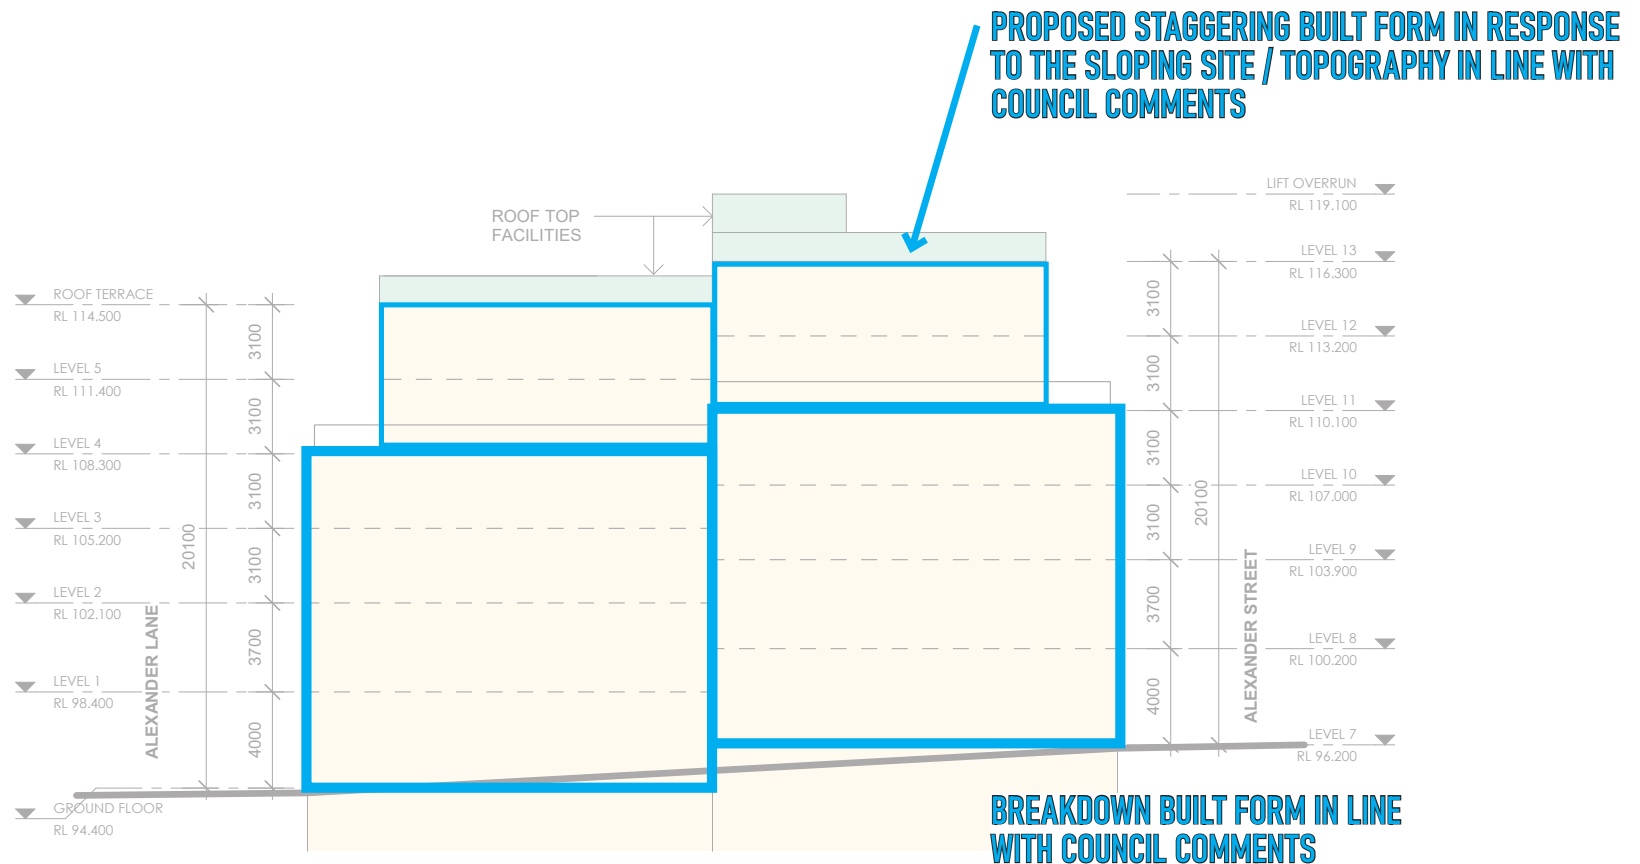 PROPOSED STAGGERING BUILT FORM IN RESPONSE
TO THE SLOPING SITE / TOPOGRAPHY IN LINE WITH
COUNCIL COMMENTS
LIFT OVERRUN
RL 119.100
ROOF TOP
FACILITIES
LEVEL 13
RL 116.300
ROOF TERRACE
RL 114.500
LEVEL 12
RL 113.200
LEVEL 5
RL 111.400
LEVEL 11
RL 110.100
LEVEL 4
RL 108.300
LEVEL 10
RL 107.000
LEVEL 3
RL 105.200
LEVEL 9
RL 103.900
LEVEL 2
RL 102.100
LEVEL 8
RL 100.200
LEVEL 1
RL 98.400
LEVEL 7
RL 96.200
GROUND FLOOR
RL 94.400
ALEXANDER LANE
20100
3100
3100
3100
3100
3700
4000
3100
3100
3100
3100
3700
4000
20100
ALEXANDER STREET
BREAKDOWN BUILT FORM IN LINE
WITH COUNCIL COMMENTS